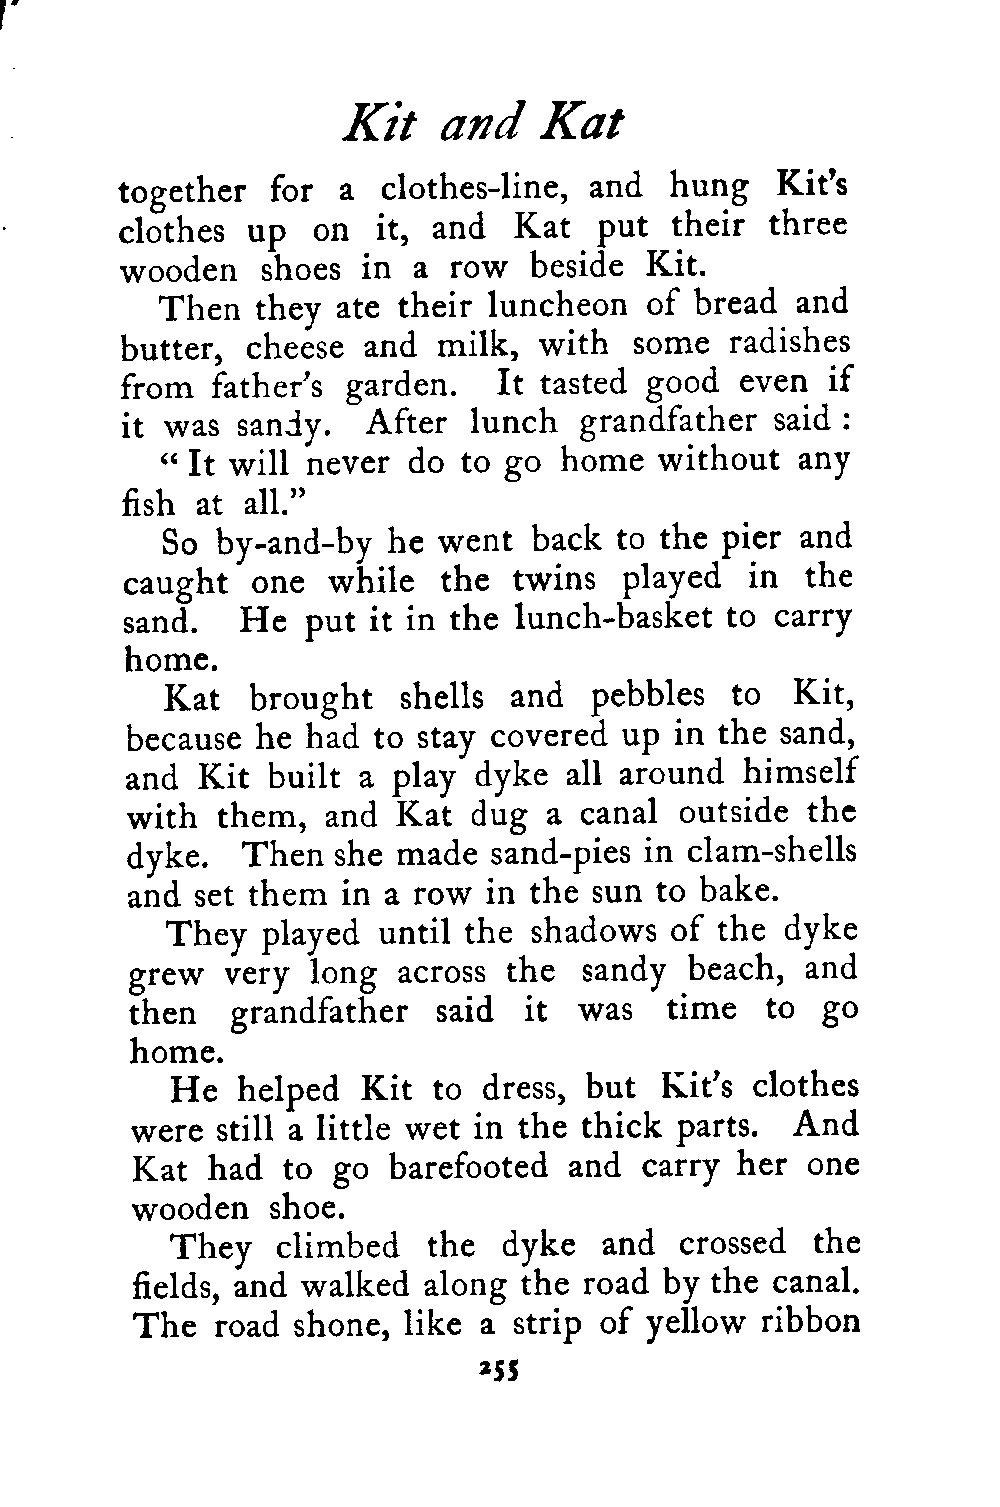 Kit and Kat
together for a clothes-line, and hung Kit's
clothes up on it, and Kat put their three
wooden shoes in a row beside Kit.
Then they ate their luncheon of bread and
butter, cheese and milk, with some radishes
from father's garden. It tasted good even if
it was sandy. After lunch grandfather said :
“ It will never do to go home without any
fish at all.”
So by-and-by he went back to the pier and
caught one while the twins played in the
sand. He put it in the lunch-basket to carry
home.
Kat brought shells and pebbles to Kit,
because he had to stay covered up in the sand,
and Kit built a play dyke all around himself
with them, and Kat dug a canal outside the
dyke. Then she made sand-pies in clam-shells
and set them in a row in the sun to bake.
They played until the shadows of the dyke
grew very long across the sandy beach, and
then grandfather said it was time to go
home.
He helped Kit to dress, but Kit's clothes
were still a little wet in the thick parts. And
Kat had to go barefooted and carry her one
wooden shoe.
They climbed the dyke and crossed the
fields, and walked along the road by the canal.
The road shone, like a strip of yellow ribbon
255